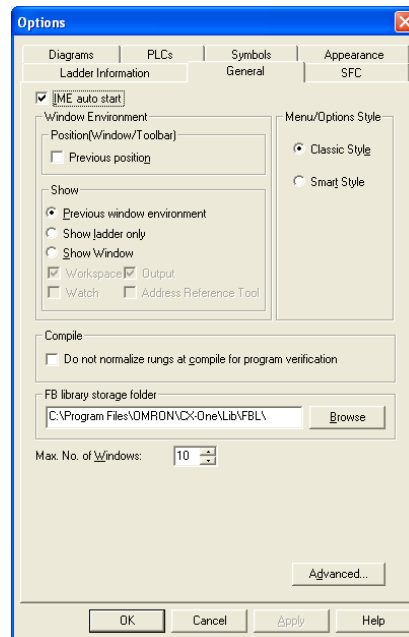 Options
Diagrams PLCs Symbols Appearance
Ladder Information General SFC
IME auto start
Window Environment
Position(Window/Toolbar)
Previous position
Show
Previous window environment
Show ladder only
Show Window
Workspace Output
Watch Address Reference Tool
Menu/Options Style
Classic Style
Smart Style
Compile
Do not normalize rungs at compile for program verification
FB library storage folder
C:\Program Files\OMRON\CX-One\Lib\FBL\ Browse
Max. No. of Windows: 10
Advanced...
OK Cancel Apply Help